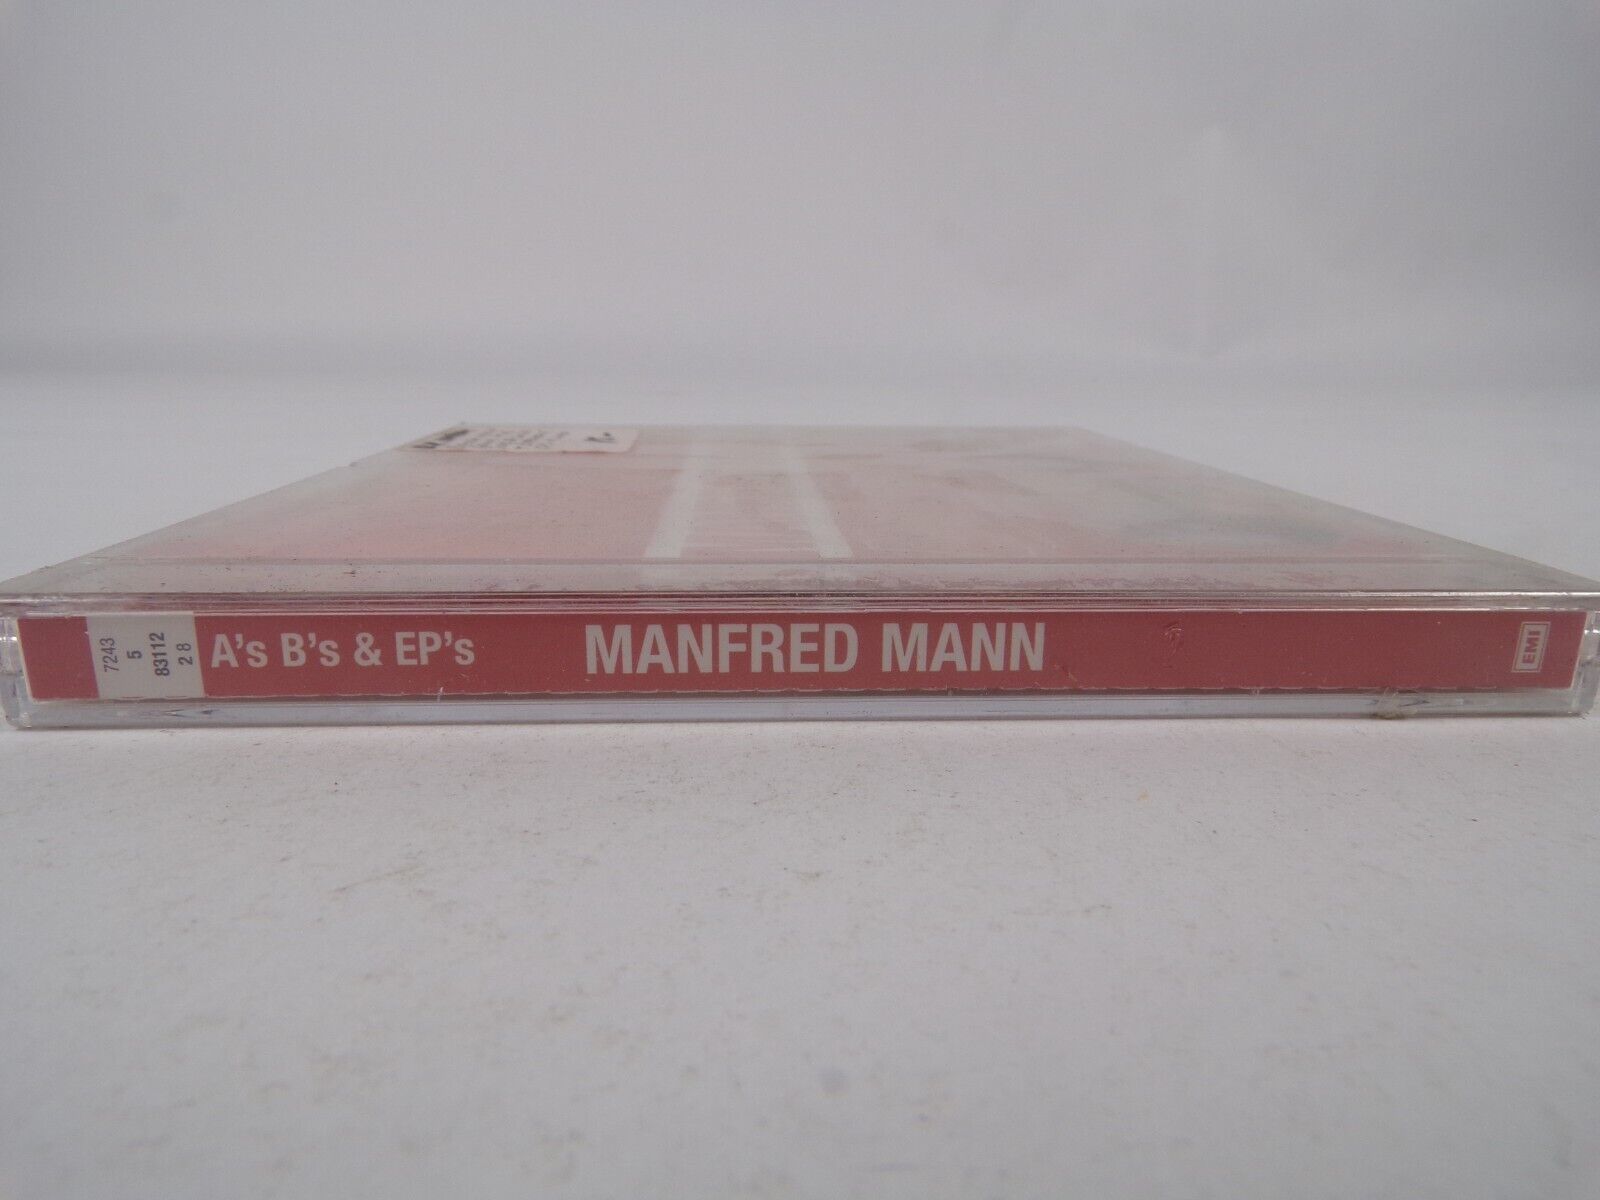 7243
5
83112
2 8
A's B's & EP's
MANFRED MANN
EMI